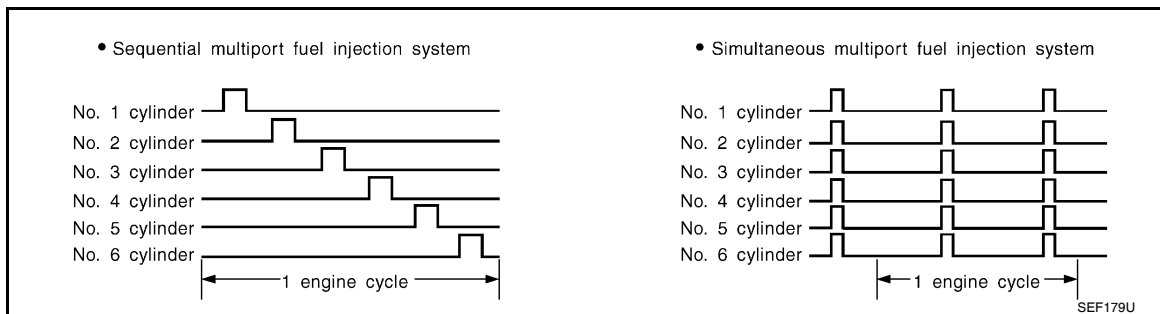 • Sequential multiport fuel injection system
No. 1 cylinder
No. 2 cylinder
No. 3 cylinder
No. 4 cylinder
No. 5 cylinder
No. 6 cylinder
1 engine cycle
• Simultaneous multiport fuel injection system
No. 1 cylinder
No. 2 cylinder
No. 3 cylinder
No. 4 cylinder
No. 5 cylinder
No. 6 cylinder
1 engine cycle
SEF179U